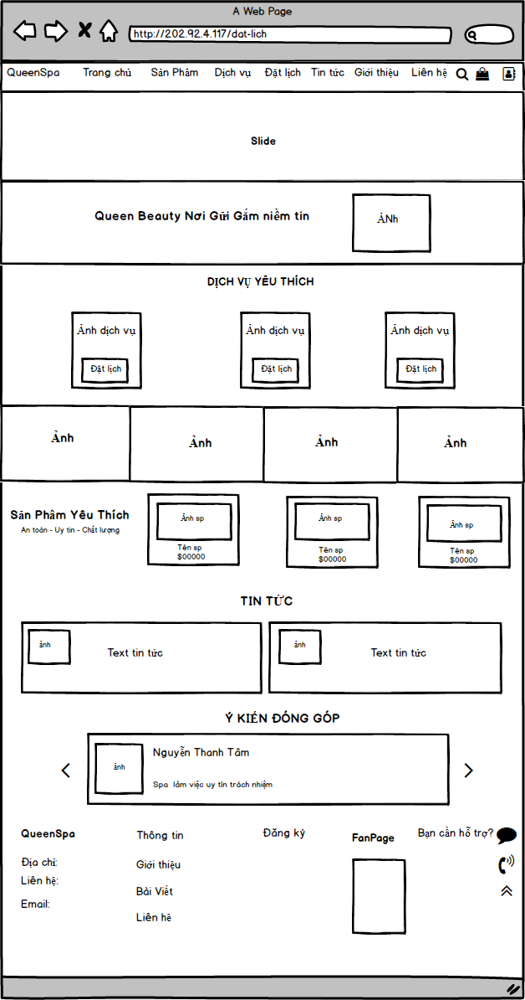 A Web Page
http://202.92.4.117/dat-lich
QueenSpa Trang chủ Sản Phẩm Dịch vụ Đặt lịch Tin tức Giới thiệu Liên hệ
Slide
Queen Beauty Nơi Gửi Gắm niềm tin
ẢNh
DỊCH VỤ YÊU THÍCH
Ảnh dịch vụ Ảnh dịch vụ Ảnh dịch vụ
Đặt lịch Đặt lịch Đặt lịch
Ảnh Ảnh Ảnh Ảnh
Sản Phẩm Yêu Thích
An toàn - Uy tin - Chất lượng
Ảnh sp Ảnh sp Ảnh sp
Tên sp Tên sp Tên sp
$00000 $00000 $00000
TIN TỨC
ảnh Text tin tức ảnh Text tin tức
Ý KIẾN ĐÓNG GÓP
ảnh
Nguyễn Thanh Tâm
Spa làm việc uy tín trách nhiệm
QueenSpa Thông tin Đăng ký FanPage Bạn cần hỗ trợ?
Địa chỉ: Giới thiệu
Liên hệ: Bài Viết
Email: Liên hệ